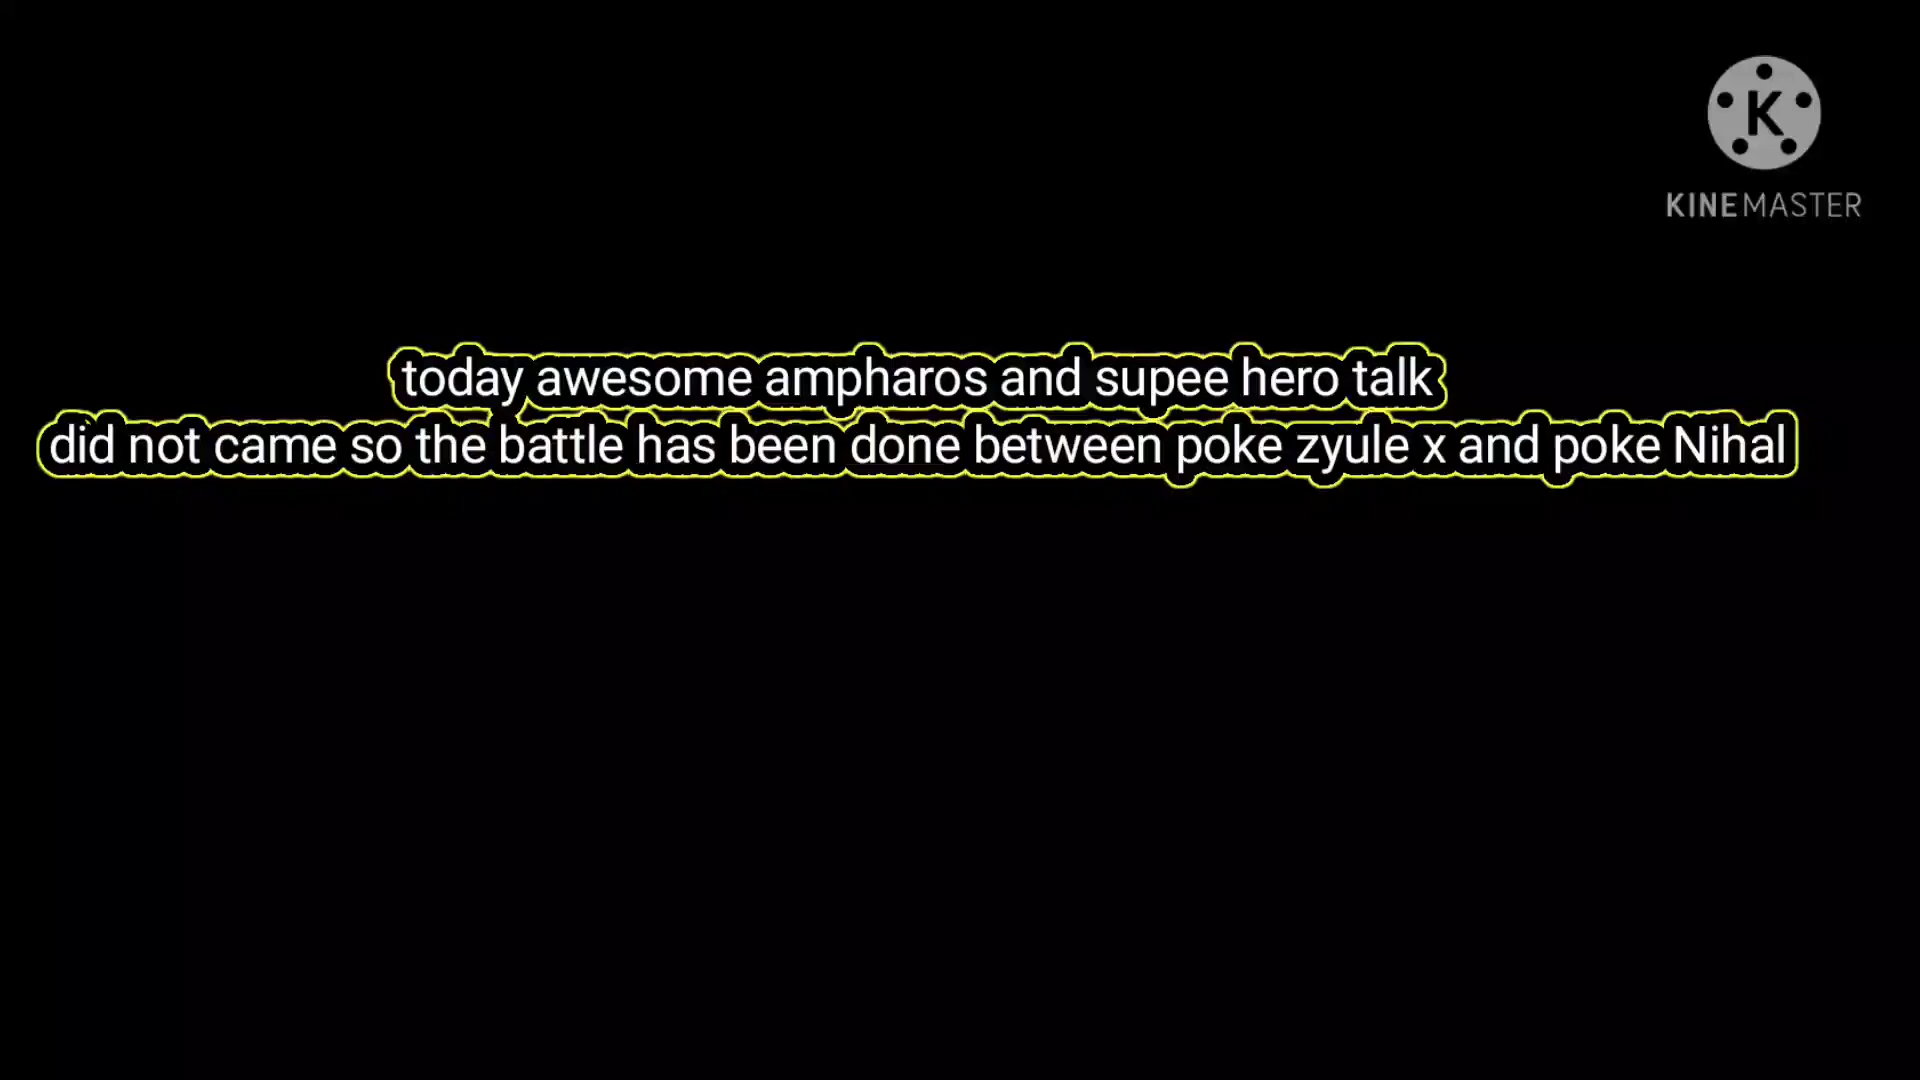 K
KINEMASTER
today awesome ampharos and supee hero talk
did not came so the battle has been done between poke zyule x and poke Nihal